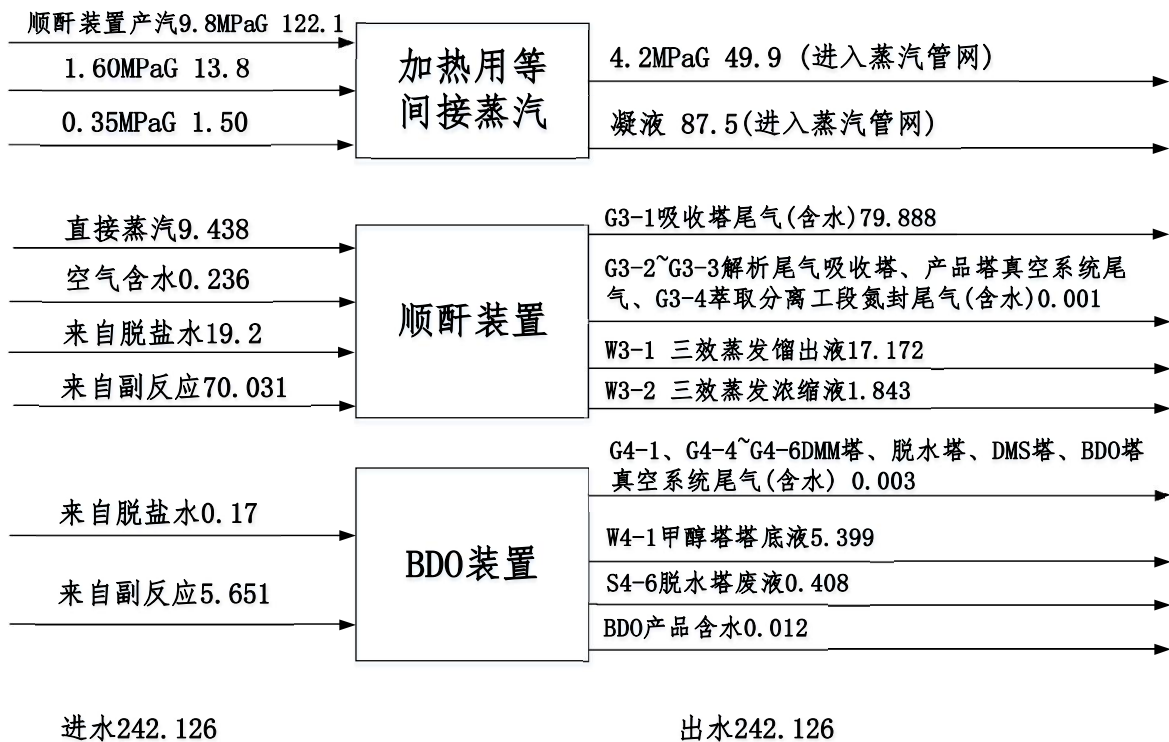 顺酐装置产汽9.8MPaG 122.1
1.60MPaG 13.8
0.35MPaG 1.50
加热用等
间接蒸汽
4.2MPaG 49.9 (进入蒸汽管网)
凝液 87.5(进入蒸汽管网)
直接蒸汽9.438
空气含水0.236
来自脱盐水19.2
来自副反应70.031
顺酐装置
G3-1吸收塔尾气(含水)79.888
G3-2~G3-3解析尾气吸收塔、产品塔真空系统尾
气、G3-4萃取分离工段氮封尾气(含水)0.001
W3-1 三效蒸发馏出液17.172
W3-2 三效蒸发浓缩液1.843
来自脱盐水0.17
来自副反应5.651
BDO装置
G4-1、G4-4~G4-6DMM塔、脱水塔、DMS塔、BDO塔
真空系统尾气(含水) 0.003
W4-1甲醇塔塔底液5.399
S4-6脱水塔废液0.408
BDO产品含水0.012
进水242.126
出水242.126